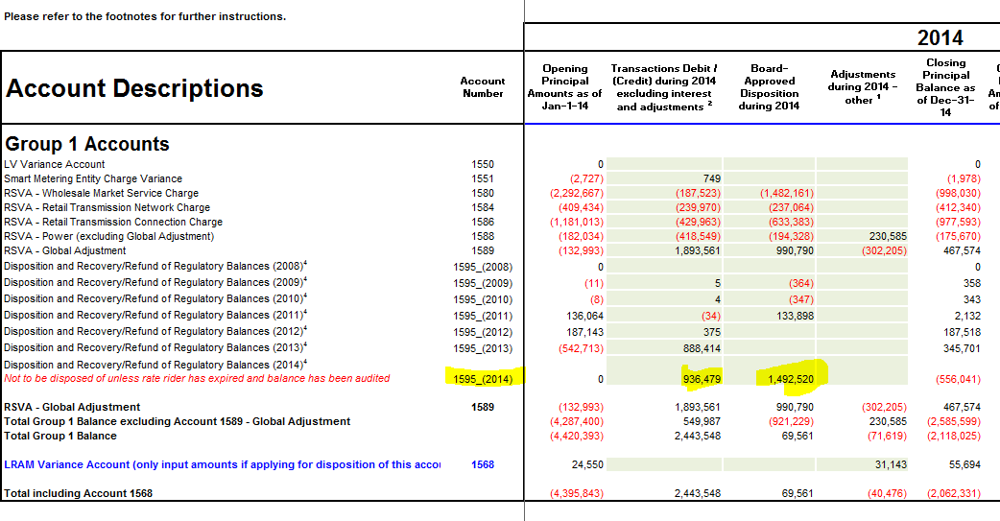 Please refer to the footnotes for further instructions.
2014
Account Descriptions Account Number Opening Principal Amounts as of Jan-1-14 Transactions Debit / (Credit) during 2014 excluding interest and adjustments 2 Board-Approved Disposition during 2014 Adjustments during 2014 - other 1 Closing Principal Balance as of Dec-31-14
Group 1 Accounts
LV Variance Account 1550 0 0
Smart Metering Entity Charge Variance 1551 (2,727) 749 (1,978)
RSVA - Wholesale Market Service Charge 1580 (2,292,667) (187,523) (1,482,161) (998,030)
RSVA - Retail Transmission Network Charge 1584 (409,434) (239,970) (237,064) (412,340)
RSVA - Retail Transmission Connection Charge 1586 (1,181,013) (429,963) (633,383) (977,593)
RSVA - Power (excluding Global Adjustment) 1588 (182,034) (418,549) (194,328) 230,585 (175,670)
RSVA - Global Adjustment 1589 (132,993) 1,893,561 990,790 (302,205) 467,574
Disposition and Recovery/Refund of Regulatory Balances (2008)4 1595_(2008) 0 0
Disposition and Recovery/Refund of Regulatory Balances (2009)4 1595_(2009) (11) 5 (364) 358
Disposition and Recovery/Refund of Regulatory Balances (2010)4 1595_(2010) (8) 4 (347) 343
Disposition and Recovery/Refund of Regulatory Balances (2011)4 1595_(2011) 136,064 (34) 133,898 2,132
Disposition and Recovery/Refund of Regulatory Balances (2012)4 1595_(2012) 187,143 375 187,518
Disposition and Recovery/Refund of Regulatory Balances (2013)4 1595_(2013) (542,713) 888,414 345,701
Disposition and Recovery/Refund of Regulatory Balances (2014)4
Not to be disposed of unless rate rider has expired and balance has been audited 1595_(2014) 0 936,479 1,492,520 (556,041)
RSVA - Global Adjustment 1589 (132,993) 1,893,561 990,790 (302,205) 467,574
Total Group 1 Balance excluding Account 1589 - Global Adjustment (4,287,400) 549,987 (921,229) 230,585 (2,585,599)
Total Group 1 Balance (4,420,393) 2,443,548 69,561 (71,619) (2,118,025)
LRAM Variance Account (only input amounts if applying for disposition of this 1568 24,550 31,143 55,694
Total including Account 1568 (4,395,843) 2,443,548 69,561 (40,476) (2,062,331)